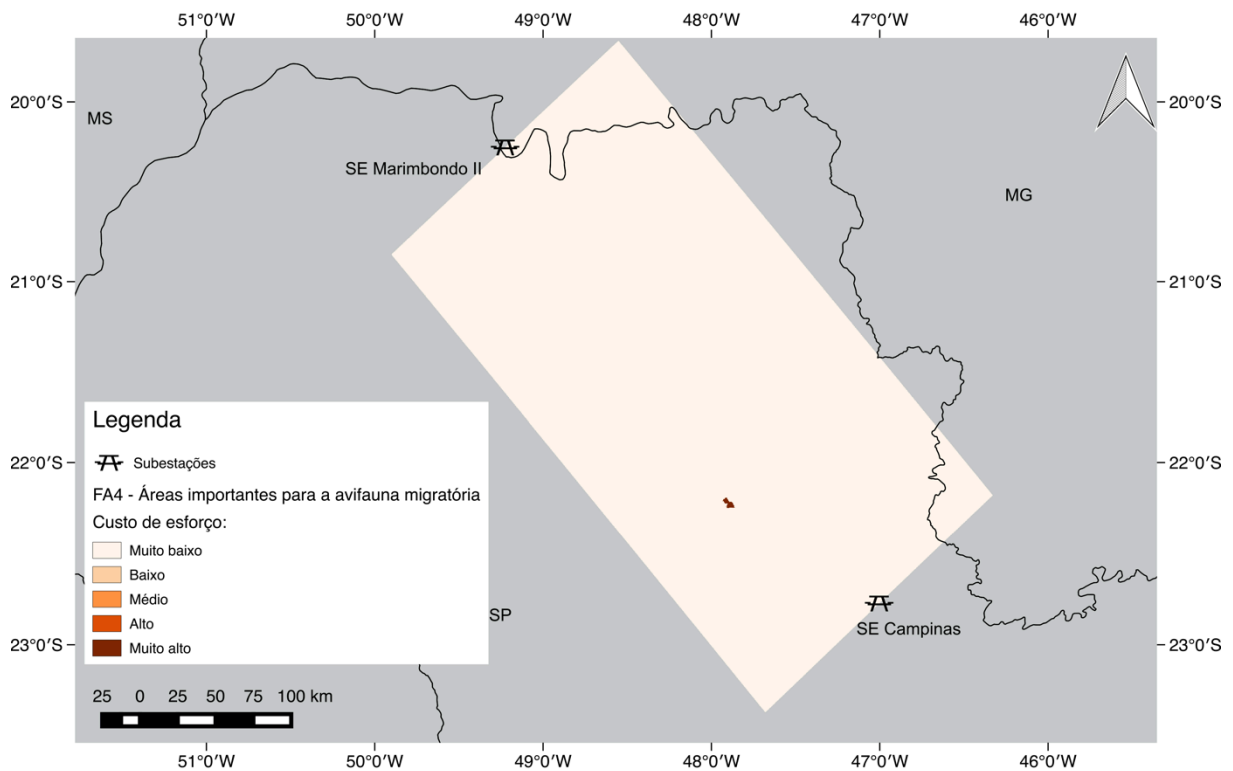 51°0′W 50°0′W 49°0′W 48°0′W 47°0′W 46°0′W
20°0′S 20°0′S
MS
SE Marimbondo II
MG
21°0′S 21°0′S
Legenda
Subestações
FA4 - Áreas importantes para a avifauna migratória
Custo de esforço:
Muito baixo
Baixo
Médio
Alto
Muito alto
22°0′S 22°0′S
SP
SE Campinas
23°0′S 23°0′S
25 0 25 50 75 100 km
51°0′W 50°0′W 49°0′W 48°0′W 47°0′W 46°0′W